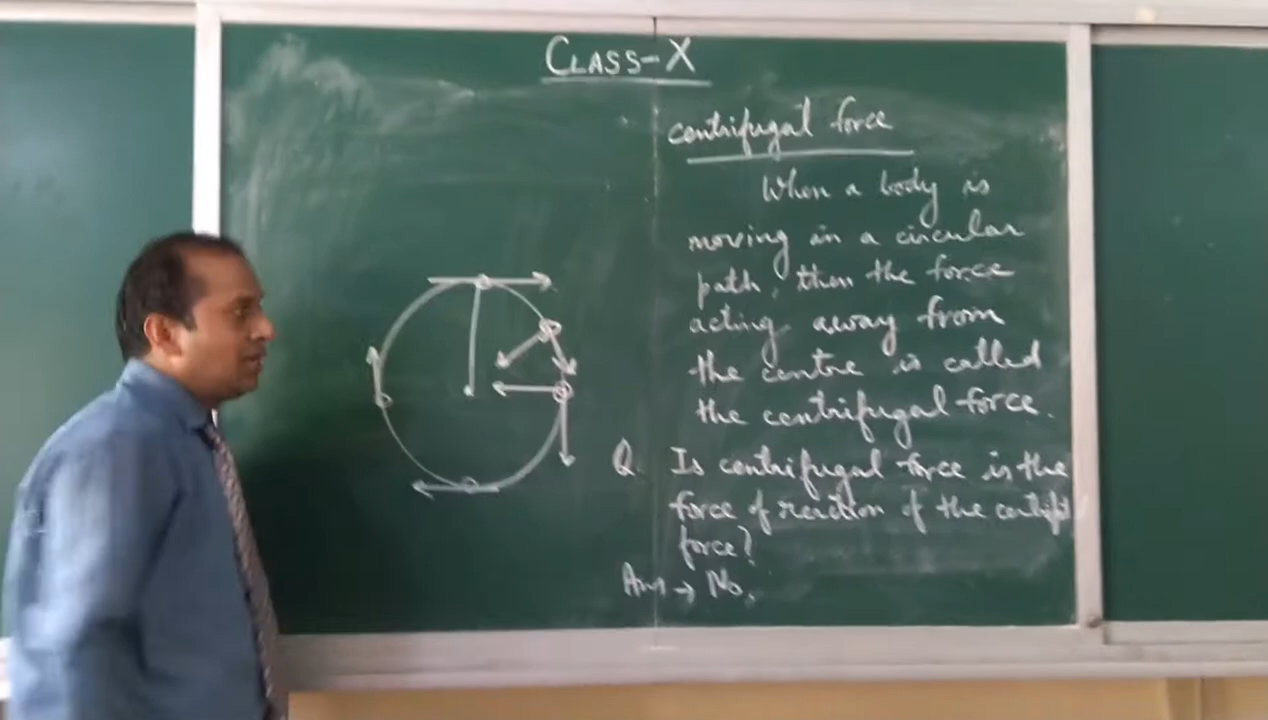 CLASS-X
centrifugal force
When a body is
moving in a circular
path, then the force
acting away from
the centre is called
the centrifugal force.
Q. Is centrifugal force is the
force of reaction of the
force?
Ans → No.